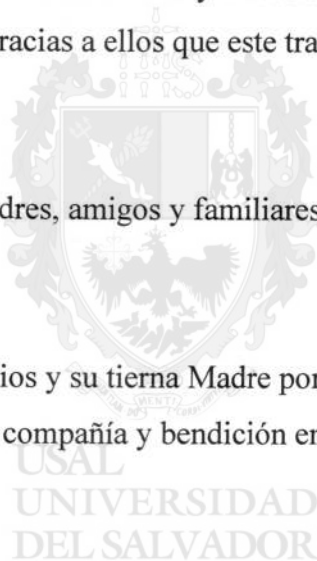 racias a ellos que este tra
dres, amigos y familiares
ios y su tierna Madre por
compañía y bendición en
USAL
UNIVERSIDAD
DEL SALVADOR